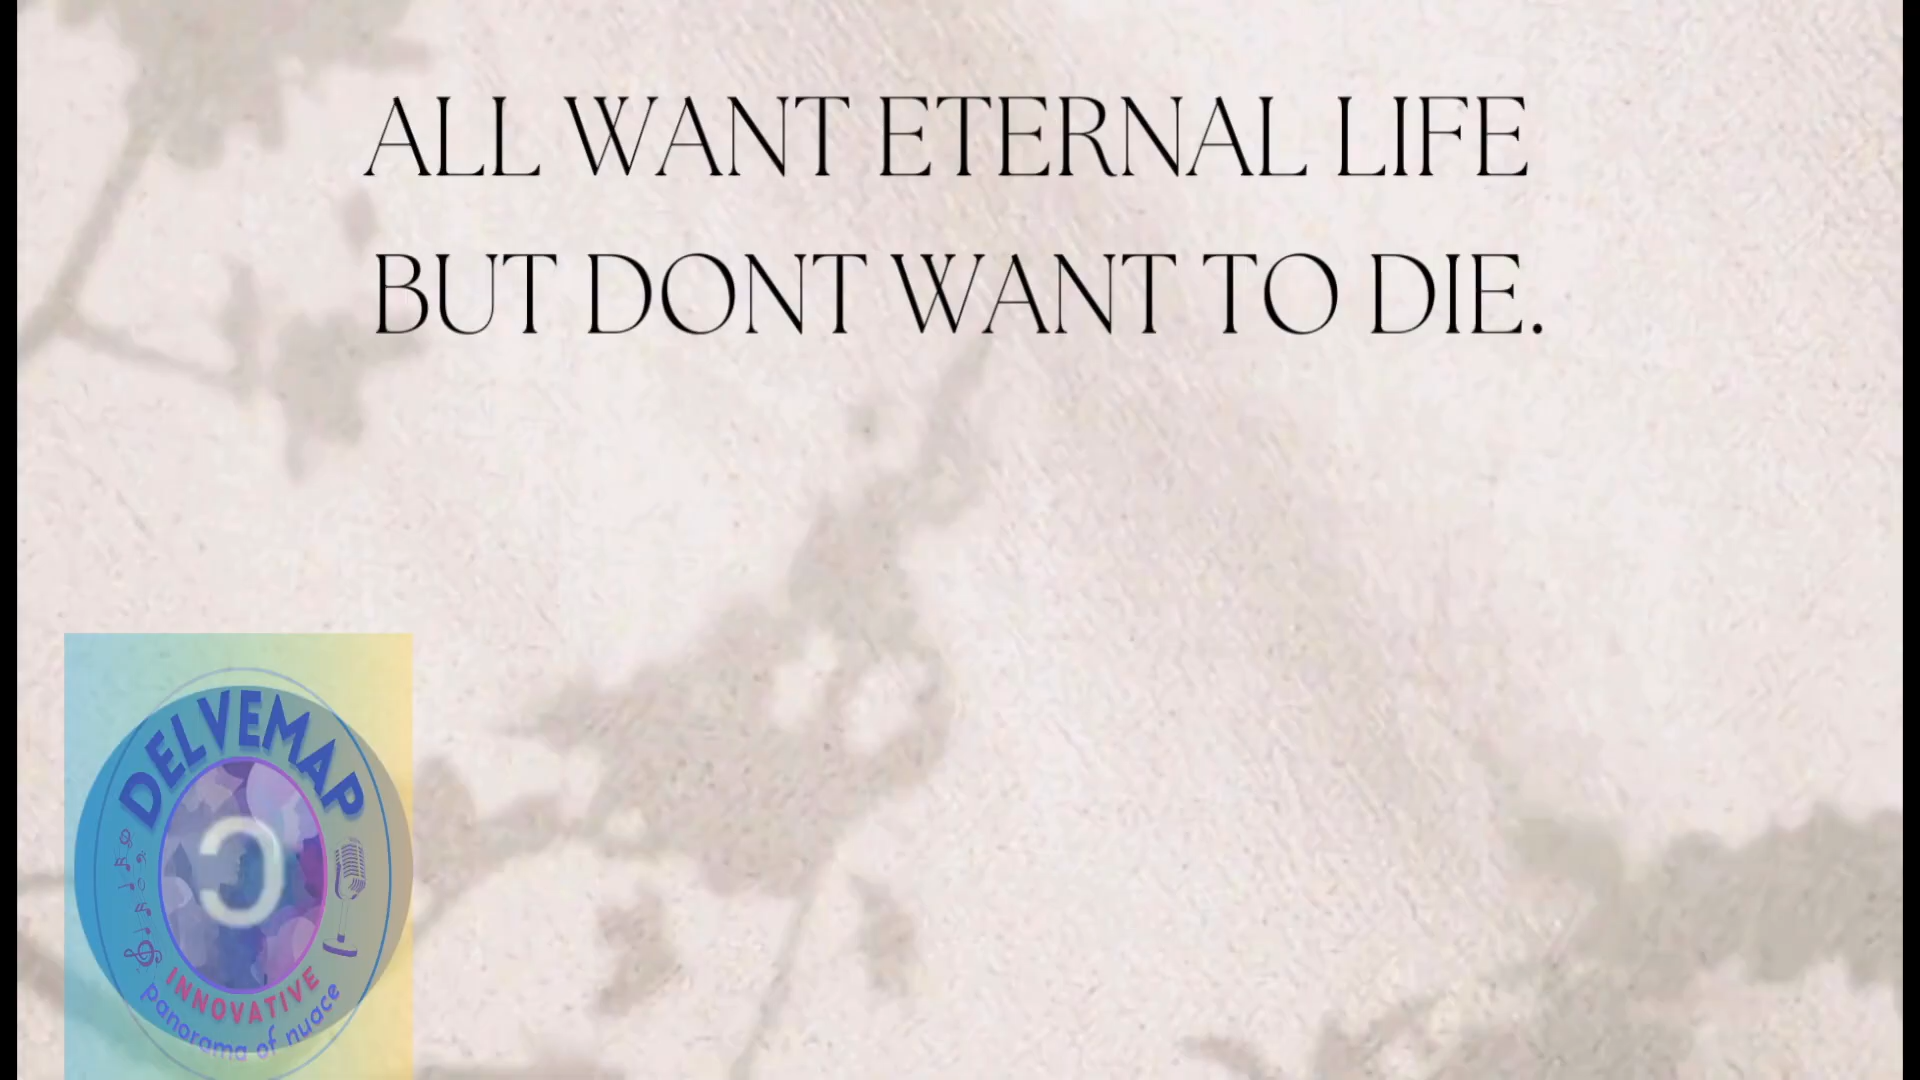 ALL WANT ETERNAL LIFE
BUT DONT WANT TO DIE.
DELVEMAP
Ɔ
INNOVATIVE
panorama of nuace